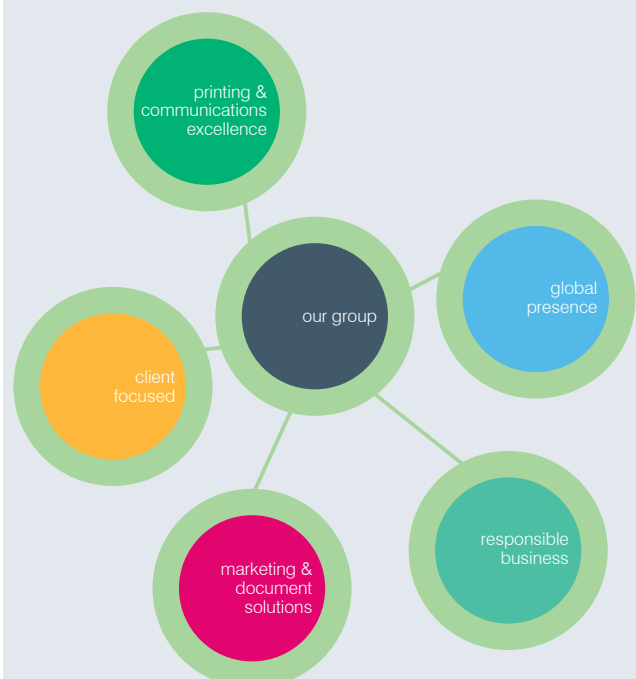 printing &
communications
excellence
global
presence
our group
client
focused
responsible
business
marketing &
document
solutions